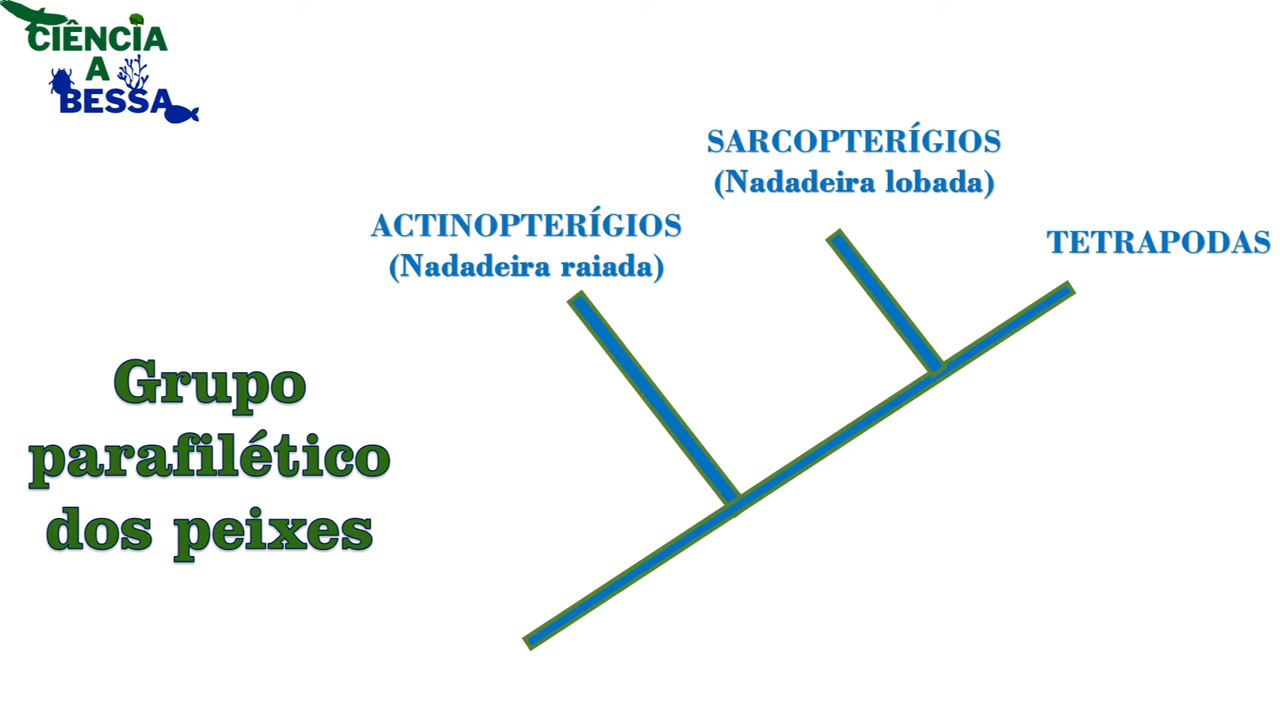 CIÊNCIA
A
BESSA
SARCOPTERÍGIOS
(Nadadeira lobada)
ACTINOPTERÍGIOS
(Nadadeira raiada)
TETRAPODAS
Grupo
parafilético
dos peixes